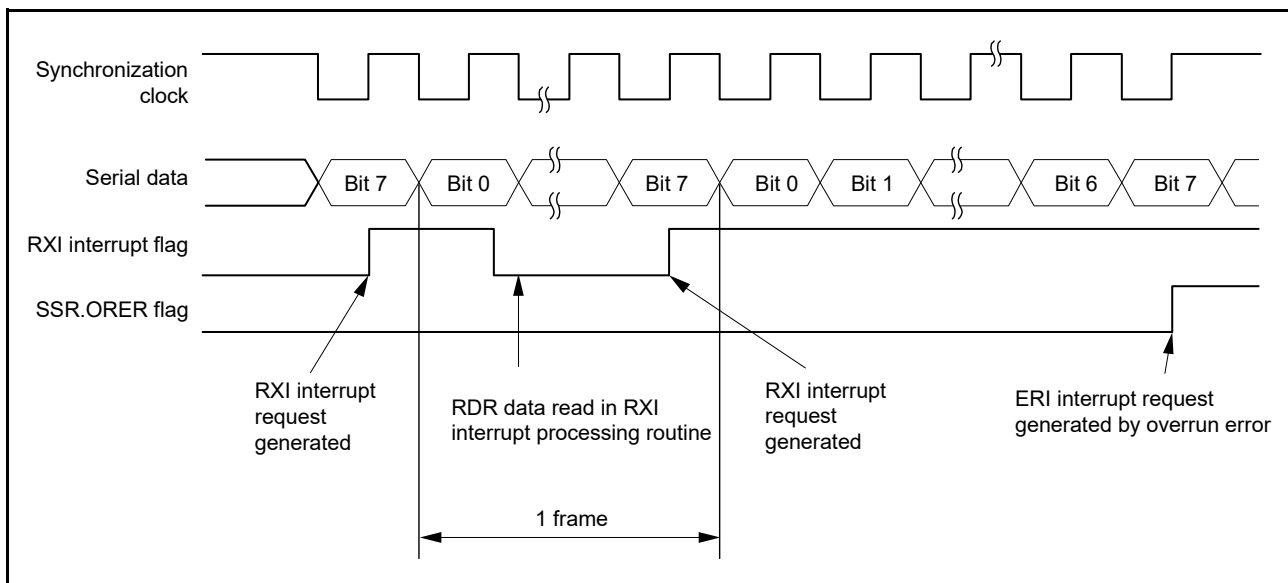 Synchronization
clock
Serial data
Bit 7
Bit 0
Bit 7
Bit 0
Bit 1
Bit 6
Bit 7
RXI interrupt flag
SSR.ORER flag
RXI interrupt
request
generated
RDR data read in RXI
interrupt processing routine
RXI interrupt
request
generated
ERI interrupt request
generated by overrun error
1 frame